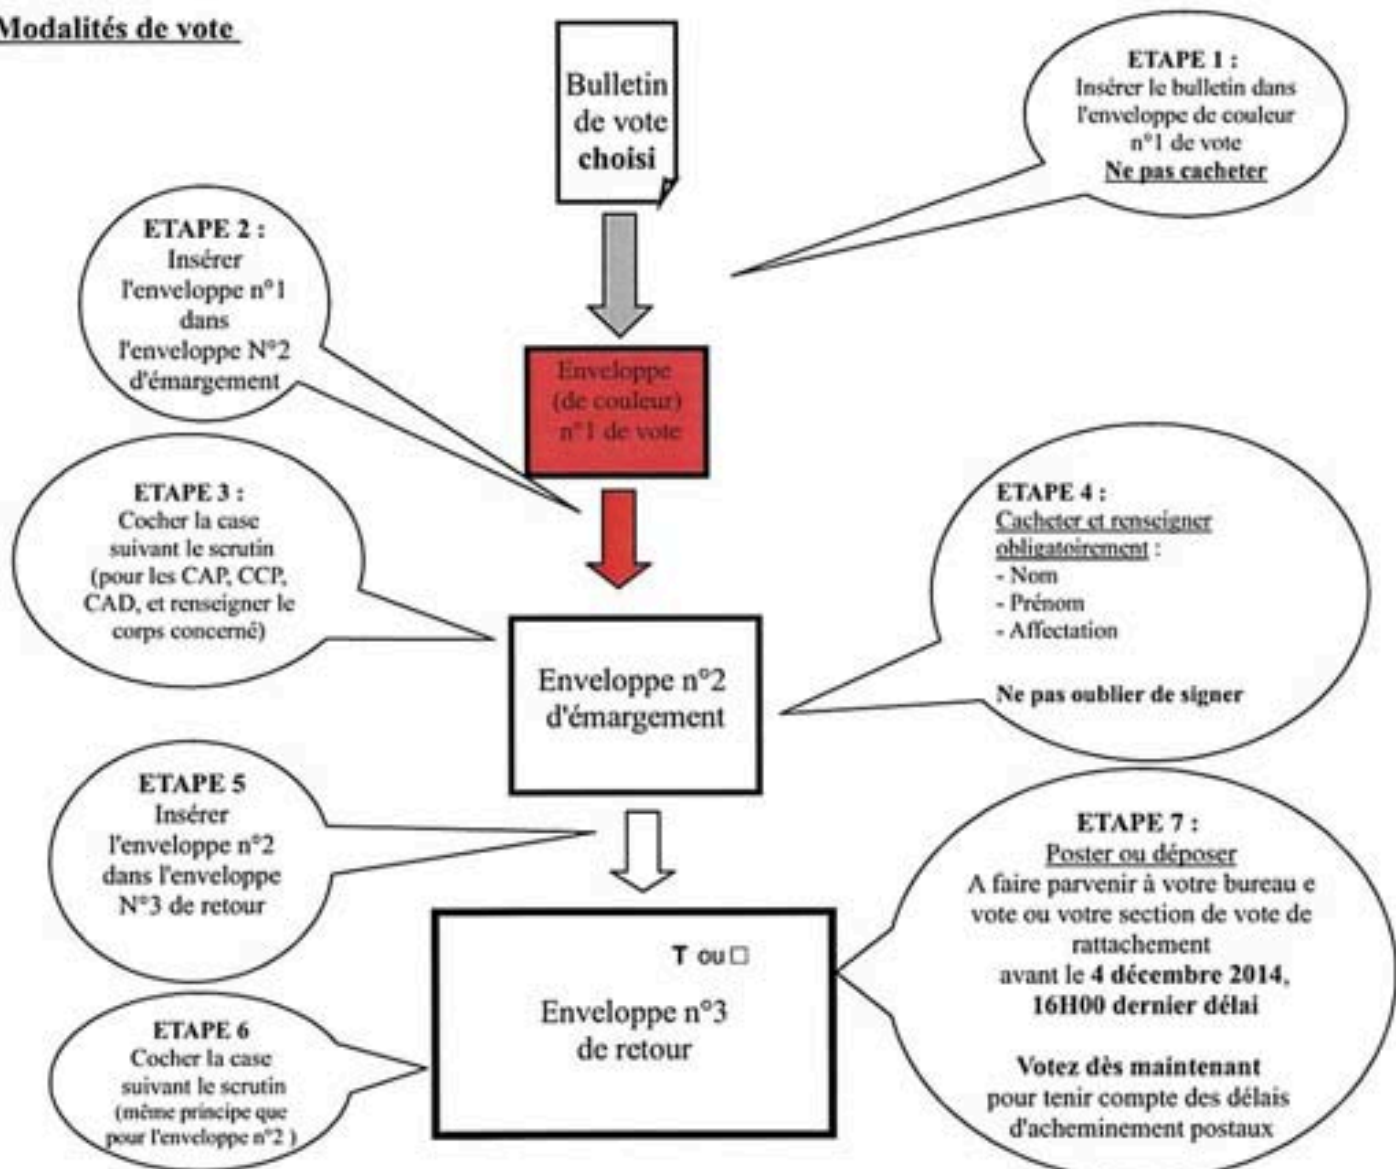 Modalités de vote
Bulletin
de vote
choisi
ETAPE 1 :
Insérer le bulletin dans
l'enveloppe de couleur
n°1 de vote
Ne pas cacheter
ETAPE 2 :
Insérer
l'enveloppe n°1
dans
l'enveloppe N°2
d'émargement
Enveloppe
(de couleur)
n°1 de vote
ETAPE 3 :
Cocher la case
suivant le scrutin
(pour les CAP, CCP,
CAD, et renseigner le
corps concerné)
ETAPE 4 :
Cacheter et renseigner
obligatoirement :
- Nom
- Prénom
- Affectation
Ne pas oublier de signer
Enveloppe n°2
d'émargement
ETAPE 5
Insérer
l'enveloppe n°2
dans l'enveloppe
N°3 de retour
ETAPE 6
Cocher la case
suivant le scrutin
(même principe que
pour l'enveloppe n°2 )
T ou □
Enveloppe n°3
de retour
ETAPE 7 :
Poster ou déposer
A faire parvenir à votre bureau e
vote ou votre section de vote de
rattachement
avant le 4 décembre 2014,
16H00 dernier délai
Votez dès maintenant
pour tenir compte des délais
d'acheminement postaux